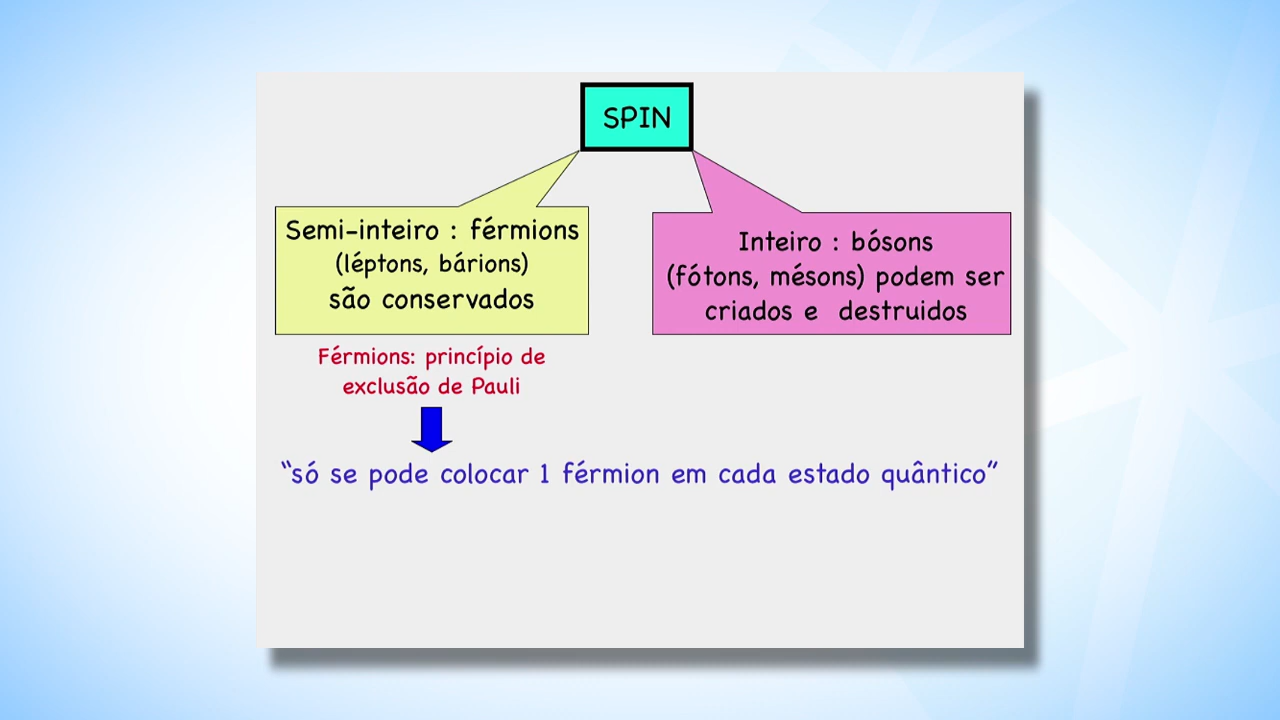 SPIN
Semi-inteiro : férmions
(léptons, bárions)
são conservados
Inteiro : bósons
(fótons, mésons) podem ser
criados e destruidos
Férmions: princípio de
exclusão de Pauli
“só se pode colocar 1 férmion em cada estado quântico”